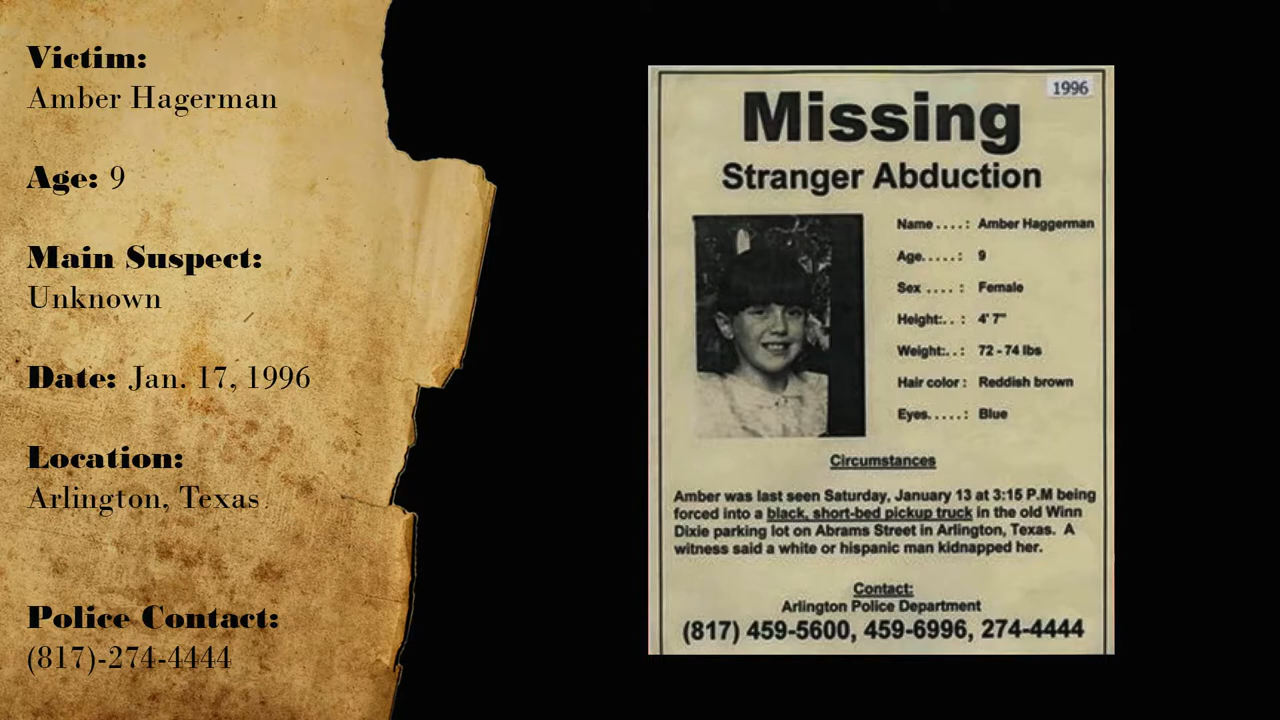 Victim:
Amber Hagerman
Age: 9
Main Suspect:
Unknown
Date: Jan. 17, 1996
Location:
Arlington, Texas
Police Contact:
(817)-274-4444
1996
Missing
Stranger Abduction
Name . . . . : Amber Haggerman
Age. . . . . : 9
Sex . . . . : Female
Height:. . : 4' 7"
Weight:. . : 72 - 74 lbs
Hair color : Reddish brown
Eyes. . . . . : Blue
Circumstances
Amber was last seen Saturday, January 13 at 3:15 P.M being
forced into a black, short-bed pickup truck in the old Winn
Dixie parking lot on Abrams Street in Arlington, Texas. A
witness said a white or hispanic man kidnapped her.
Contact:
Arlington Police Department
(817) 459-5600, 459-6996, 274-4444